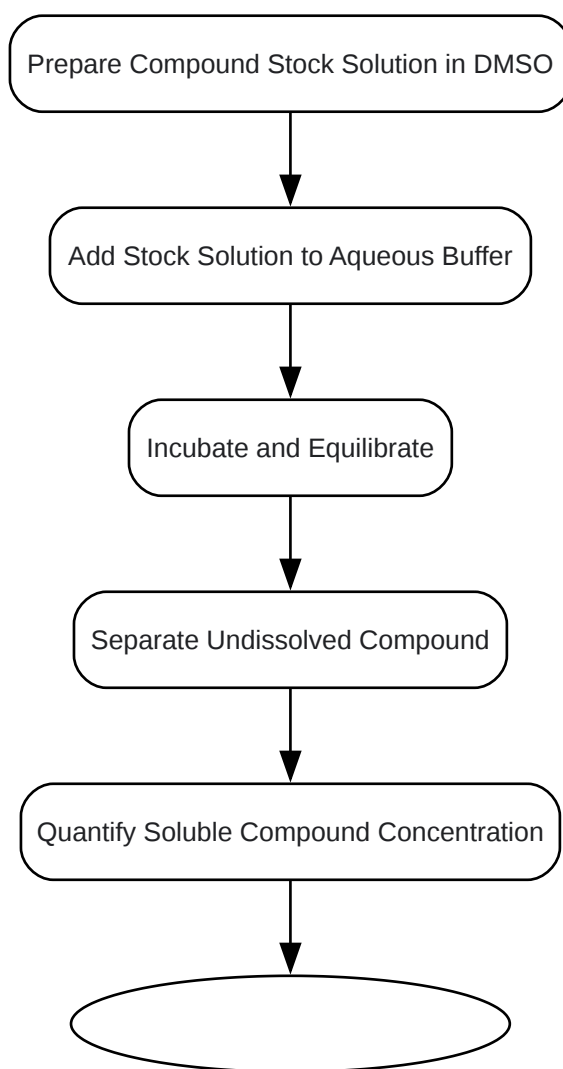 Prepare Compound Stock Solution in DMSO
Add Stock Solution to Aqueous Buffer
Incubate and Equilibrate
Separate Undissolved Compound
Quantify Soluble Compound Concentration